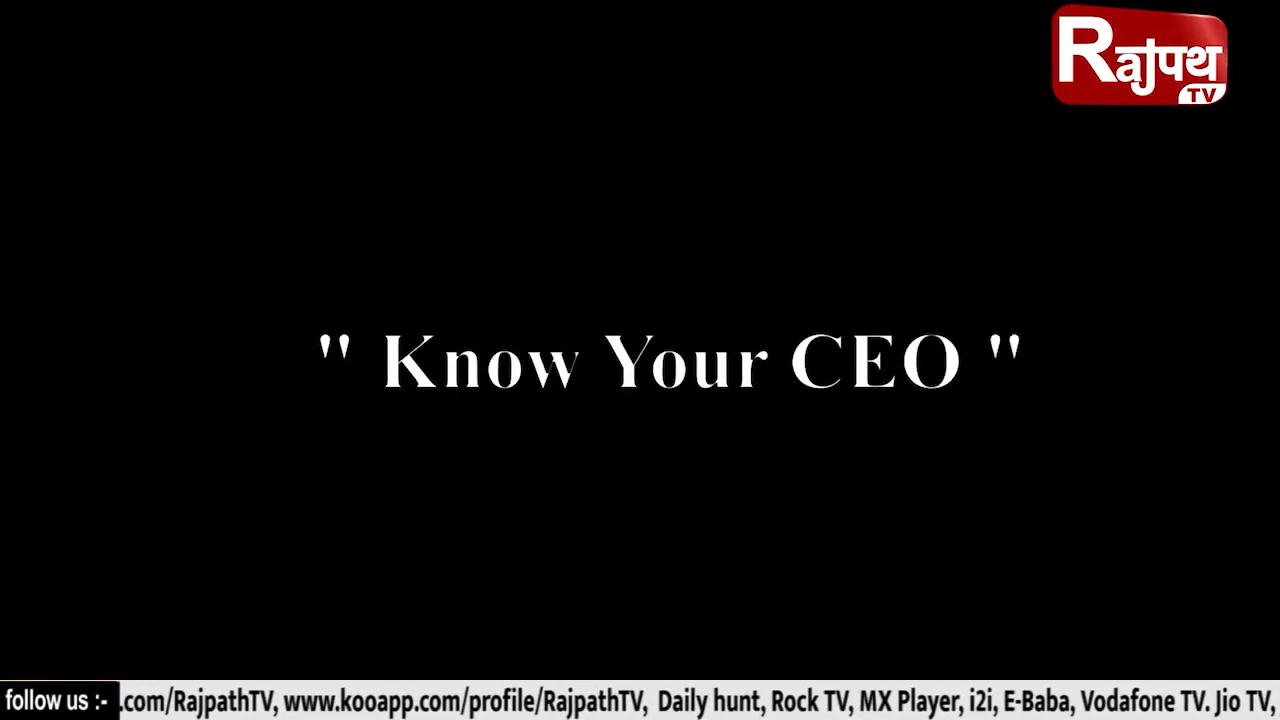 Rajपथ
TV
" Know Your CEO "
follow us :- .com/RajpathTV, www.kooapp.com/profile/RajpathTV, Daily hunt, Rock TV, MX Player, i2i, E-Baba, Vodafone TV. Jio TV,